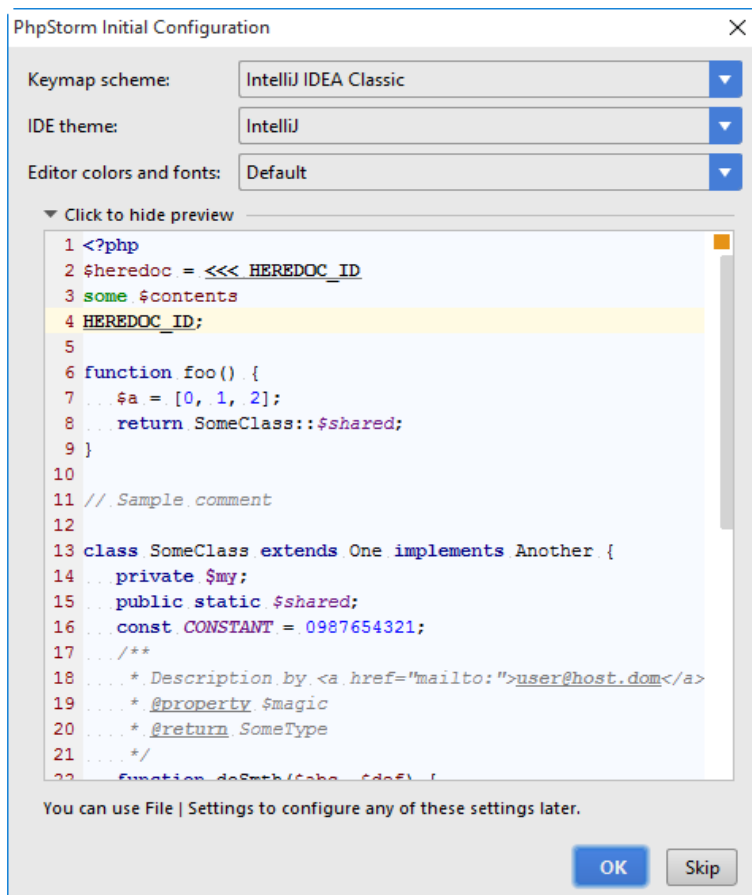 PhpStorm Initial Configuration
Keymap scheme: IntelliJ IDEA Classic
IDE theme: IntelliJ
Editor colors and fonts: Default
Click to hide preview
1 <?php
2 $heredoc = <<< HEREDOC_ID
3 some $contents
4 HEREDOC_ID;
5
6 function foo() {
7 $a = [0, 1, 2];
8 return SomeClass::$shared;
9 }
10
11 // Sample comment
12
13 class SomeClass extends One implements Another {
14 private $my;
15 public static $shared;
16 const CONSTANT = 0987654321;
17 /**
18 * Description by <a href="mailto:">user@host.dom</a>
19 * @property $magic
20 * @return SomeType
21 */
22 function doSmth($abc, $def) {
You can use File | Settings to configure any of these settings later.
OK Skip